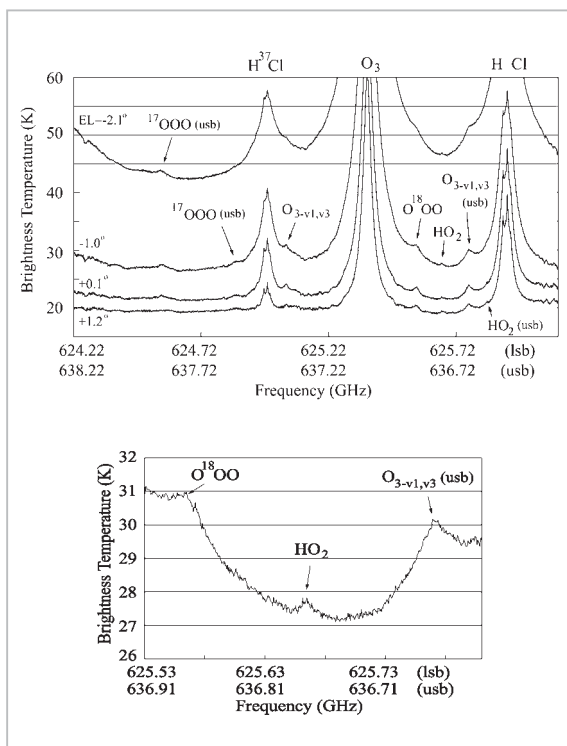 H³⁷Cl O₃ H Cl
60
50
40
30
20
Brightness Temperature (K)
EL=-2.1°
¹⁷OOO (usb)
-1.0°
¹⁷OOO (usb)
O₃₋ᵥ₁,ᵥ₃
O¹⁸OO
HO₂
O₃₋ᵥ₁,ᵥ₃
(usb)
+0.1°
+1.2°
HO₂ (usb)
624.22 624.72 625.22 625.72 (lsb)
638.22 637.72 637.22 636.72 (usb)
Frequency (GHz)
32
31
30
29
28
27
26
Brightness Temperature (K)
O¹⁸OO
HO₂
O₃₋ᵥ₁,ᵥ₃ (usb)
625.53 625.63 625.73 (lsb)
636.91 636.81 636.71 (usb)
Frequency (GHz)